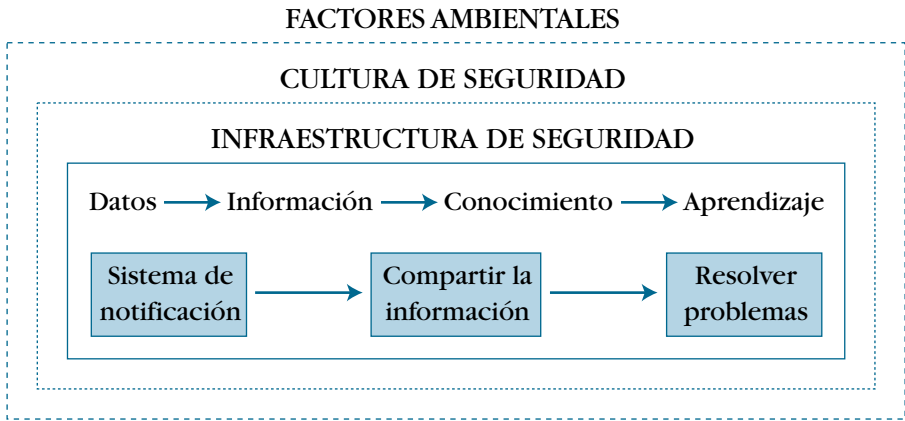 FACTORES AMBIENTALES
CULTURA DE SEGURIDAD
INFRAESTRUCTURA DE SEGURIDAD
Datos Información Conocimiento Aprendizaje
Sistema de
notificación
Compartir la
información
Resolver
problemas